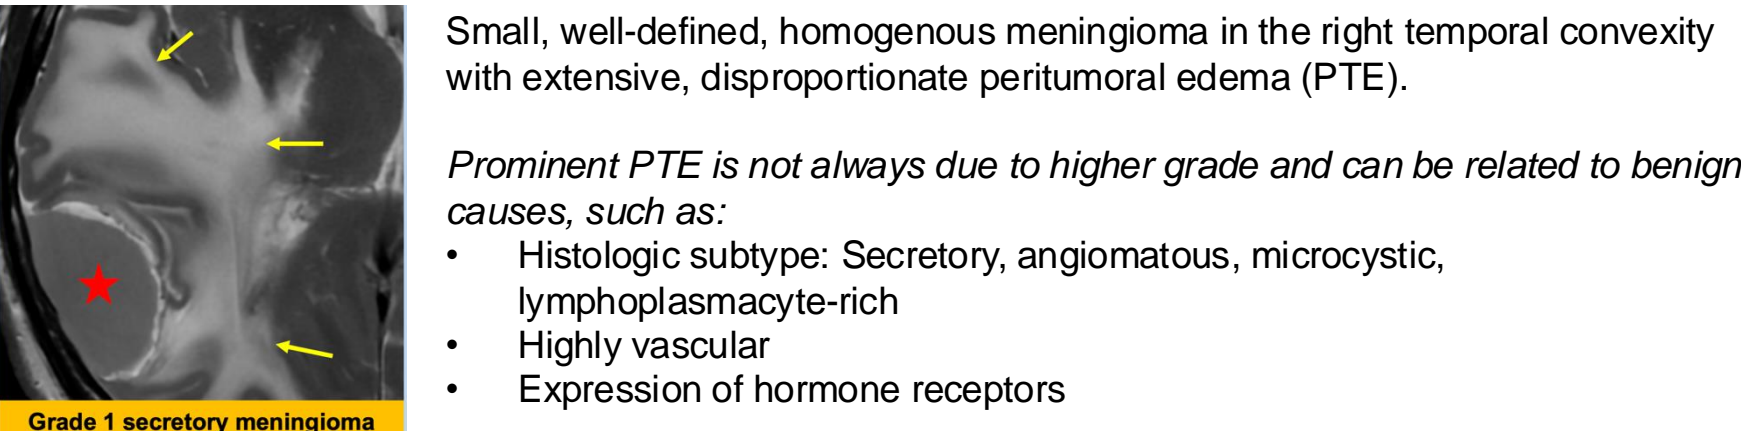 Small, well-defined, homogenous meningioma in the right temporal convexity
with extensive, disproportionate peritumoral edema (PTE).
Prominent PTE is not always due to higher grade and can be related to benign
causes, such as:
• Histologic subtype: Secretory, angiomatous, microcystic,
lymphoplasmacyte-rich
• Highly vascular
• Expression of hormone receptors
Grade 1 secretory meningioma